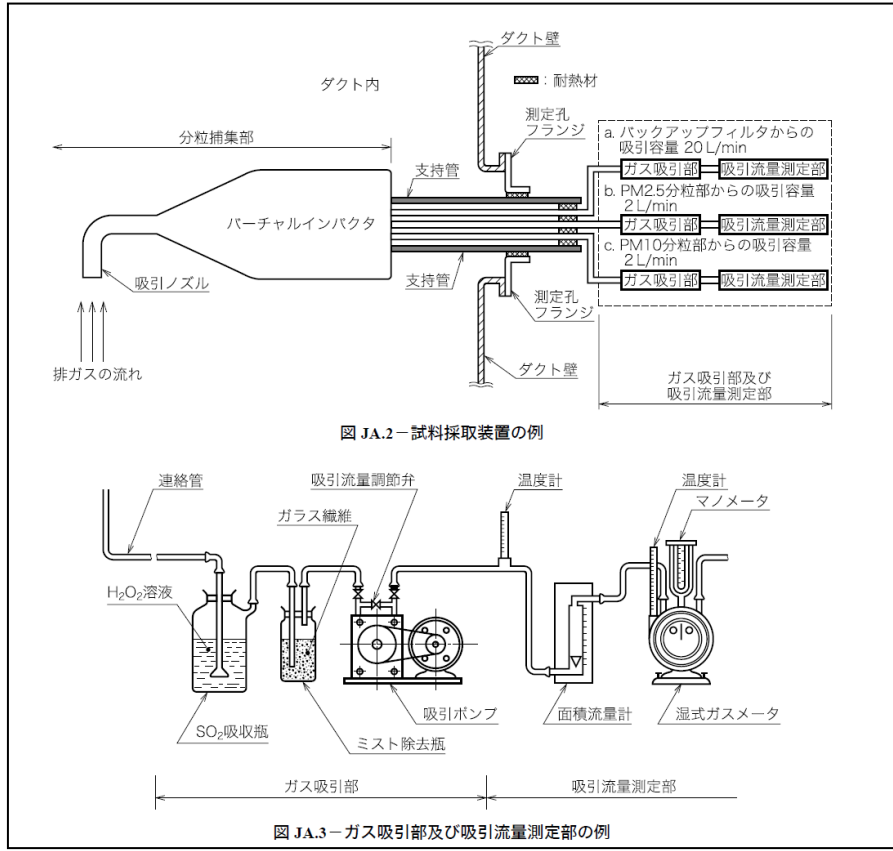 ダクト壁
ダクト内
：耐熱材
測定孔
フランジ
分粒捕集部
支持管
a. バックアップフィルタからの
吸引容量 20 L/min
ガス吸引部
吸引流量測定部
b. PM2.5分粒部からの吸引容量
2 L/min
バーチャルインパクタ
ガス吸引部
吸引流量測定部
c. PM10分粒部からの吸引容量
2 L/min
ガス吸引部
吸引流量測定部
吸引ノズル
支持管
測定孔
フランジ
排ガスの流れ
ダクト壁
ガス吸引部及び
吸引流量測定部
図 JA.2－試料採取装置の例
連絡管
吸引流量調節弁
温度計
温度計
マノメータ
ガラス繊維
H2O2溶液
SO2吸収瓶
ミスト除去瓶
吸引ポンプ
面積流量計
湿式ガスメータ
ガス吸引部
吸引流量測定部
図 JA.3－ガス吸引部及び吸引流量測定部の例